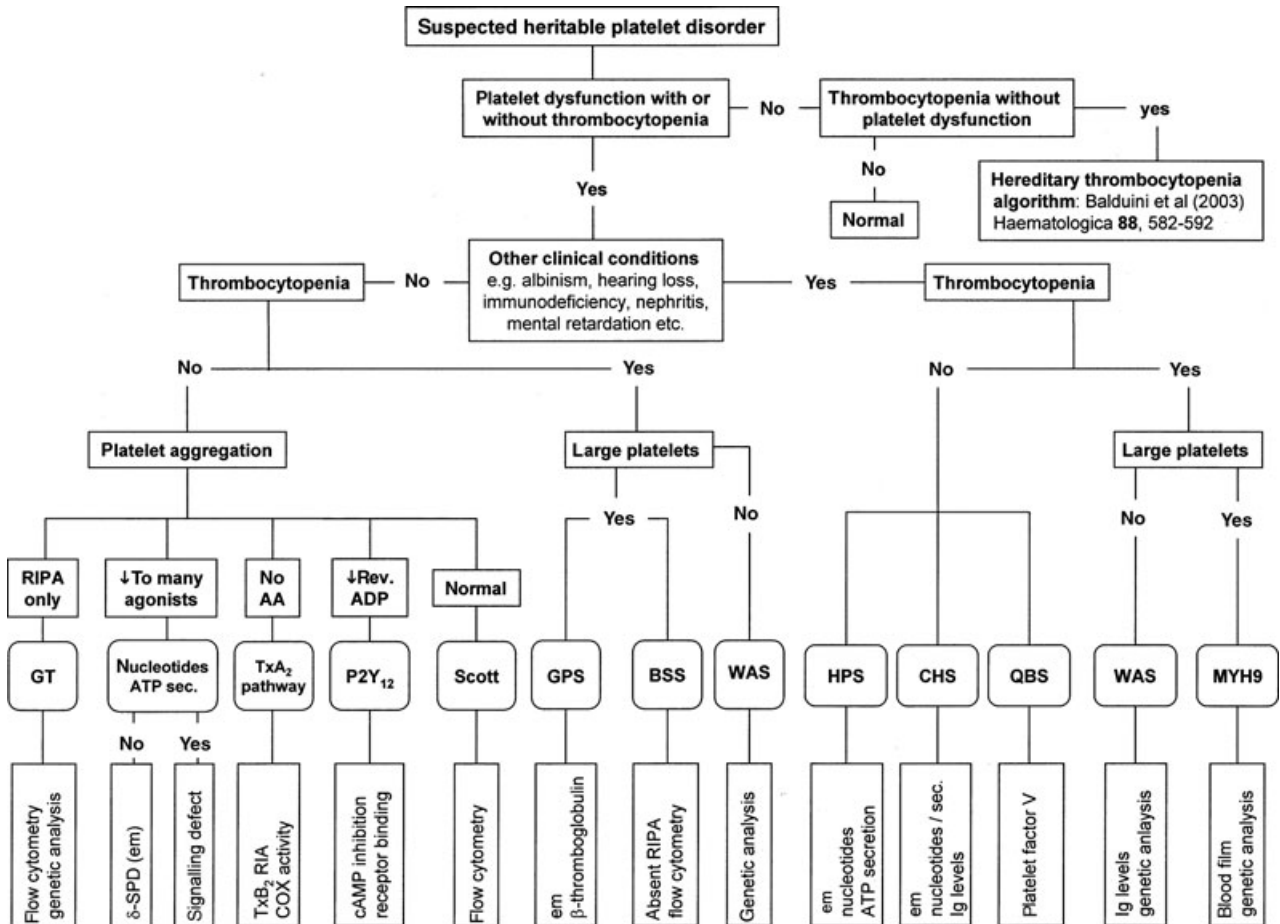 Suspected heritable platelet disorder
Platelet dysfunction with or
without thrombocytopenia
No
Thrombocytopenia without
platelet dysfunction
yes
Yes
No
Normal
Hereditary thrombocytopenia
algorithm: Balduini et al (2003)
Haematologica 88, 582-592
Thrombocytopenia
No
Other clinical conditions
e.g. albinism, hearing loss,
immunodeficiency, nephritis,
mental retardation etc.
Yes
Thrombocytopenia
No
Yes
No
Yes
Platelet aggregation
Large platelets
Large platelets
Yes
No
No
Yes
RIPA
only
↓To many
agonists
No
AA
↓Rev.
ADP
Normal
GT
Nucleotides
ATP sec.
TxA2
pathway
P2Y12
Scott
GPS
BSS
WAS
HPS
CHS
QBS
WAS
MYH9
No
Yes
Flow cytometry
genetic analysis
δ-SPD (em)
Signalling defect
TxB2 RIA
COX activity
cAMP inhibition
receptor binding
Flow cytometry
em
β-thromboglobulin
Absent RIPA
flow cytometry
Genetic analysis
em
nucleotides
ATP secretion
em
nucleotides / sec.
Ig levels
Platelet factor V
Ig levels
genetic anlaysis
Blood film
genetic analysis